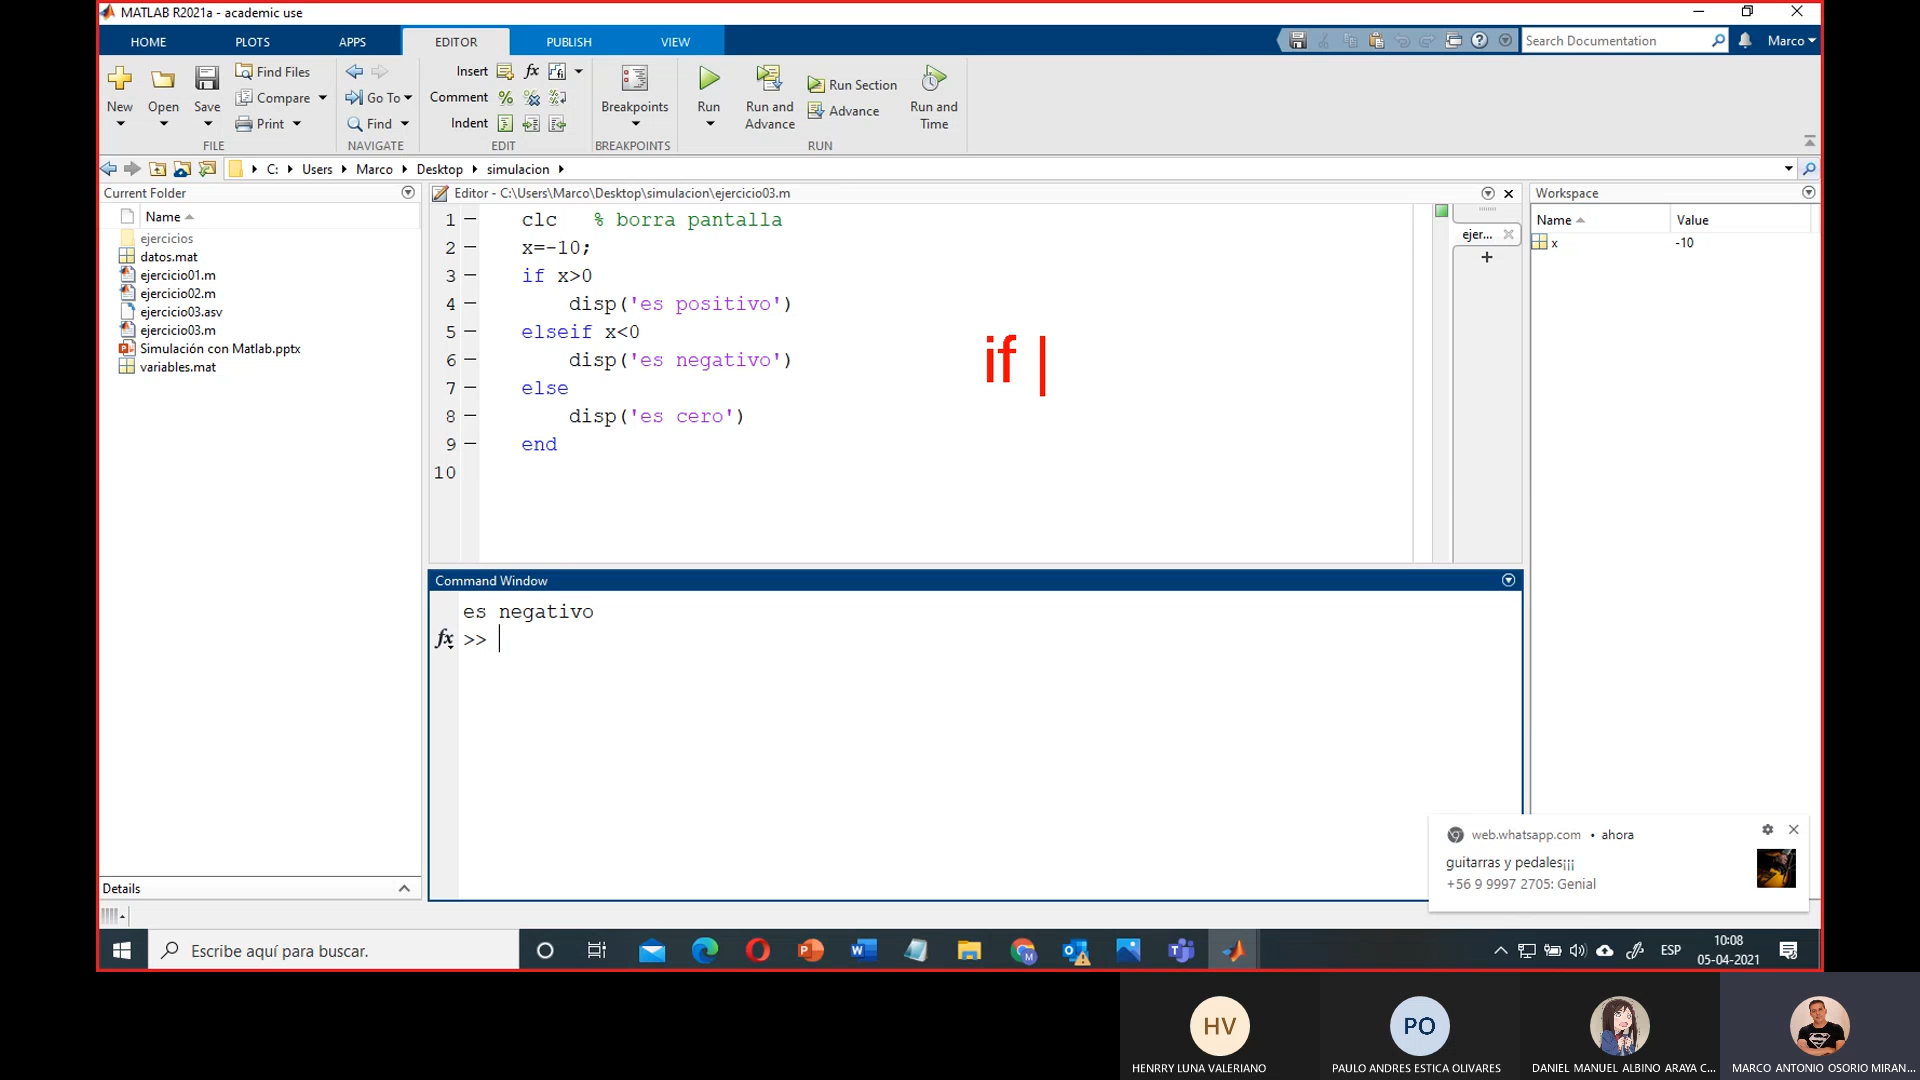 MATLAB R2021a - academic use
HOME PLOTS APPS EDITOR PUBLISH VIEW
Search Documentation
Marco
New
Open
Save
Find Files
Compare
Print
FILE
Go To
Find
NAVIGATE
Insert
Comment
Indent
EDIT
Breakpoints
BREAKPOINTS
Run
Run and Advance
Run Section
Advance
Run and Time
RUN
C: Users Marco Desktop simulacion
Current Folder
Name
ejercicios
datos.mat
ejercicio01.m
ejercicio02.m
ejercicio03.asv
ejercicio03.m
Simulación con Matlab.pptx
variables.mat
Details
Editor - C:\Users\Marco\Desktop\simulacion\ejercicio03.m
ejer...
1 clc % borra pantalla
2 x=-10;
3 if x>0
4 disp('es positivo')
5 elseif x<0
6 disp('es negativo')
7 else
8 disp('es cero')
9 end
10
if |
Command Window
es negativo
fx >>
Workspace
Name Value
x -10
web.whatsapp.com • ahora
guitarras y pedales¡¡¡
+56 9 9997 2705: Genial
Escribe aquí para buscar.
ESP
10:08
05-04-2021
HV
HENRRY LUNA VALERIANO
PO
PAULO ANDRES ESTICA OLIVARES
DANIEL MANUEL ALBINO ARAYA C...
MARCO ANTONIO OSORIO MIRAN...